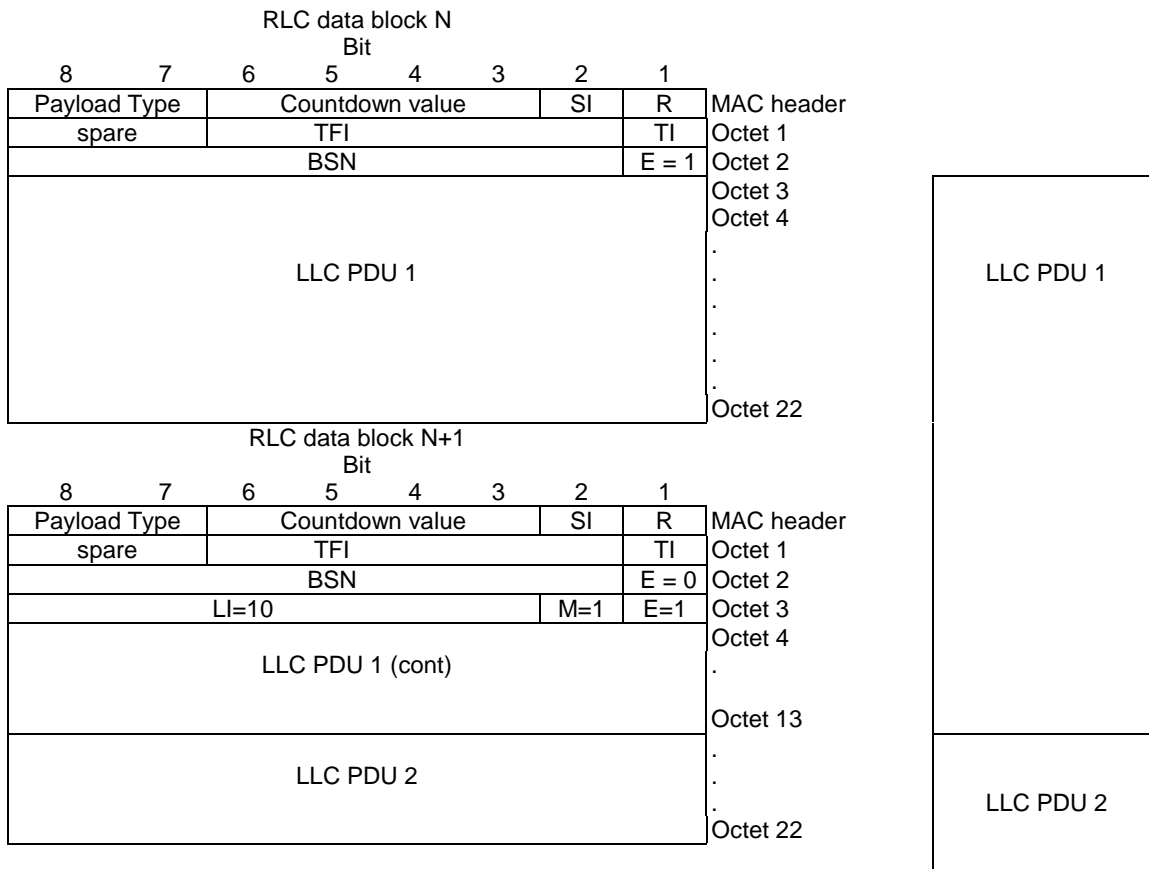 RLC data block N
Bit
8 7 6 5 4 3 2 1
Payload Type Countdown value SI R MAC header
spare TFI TI Octet 1
BSN E = 1 Octet 2
Octet 3
Octet 4
.
LLC PDU 1 . LLC PDU 1
.
.
.
.
Octet 22
RLC data block N+1
Bit
8 7 6 5 4 3 2 1
Payload Type Countdown value SI R MAC header
spare TFI TI Octet 1
BSN E = 0 Octet 2
LI=10 M=1 E=1 Octet 3
Octet 4
LLC PDU 1 (cont) .
Octet 13
.
LLC PDU 2 .
. LLC PDU 2
Octet 22